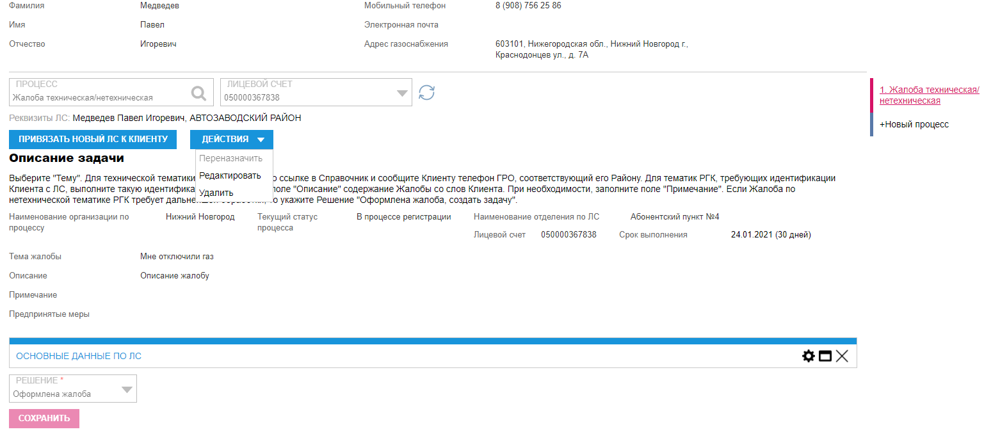 Фамилия Медведев Мобильный телефон 8 (908) 756 25 86
Имя Павел Электронная почта
Отчество Игоревич Адрес газоснабжения 603101, Нижегородская обл., Нижний Новгород г.,
Краснодонцев ул., д. 7А
ПРОЦЕСС ЛИЦЕВОЙ СЧЕТ
Жалоба техническая/нетехническая 050000367838
1. Жалоба техническая/
нетехническая
Реквизиты ЛС: Медведев Павел Игоревич, АВТОЗАВОДСКИЙ РАЙОН
+Новый процесс
ПРИВЯЗАТЬ НОВЫЙ ЛС К КЛИЕНТУ ДЕЙСТВИЯ
Описание задачи Переназначить
Редактировать
Удалить
Выберите "Тему". Для технической тематики о ссылке в Справочник и сообщите Клиенту телефон ГРО, соответствующий его Району. Для тематик РГК, требующих идентификации
Клиента с ЛС, выполните такую идентифика поле "Описание" содержание Жалобы со слов Клиента. При необходимости, заполните поле "Примечание". Если Жалоба по
нетехнической тематике РГК требует укажите Решение "Оформлена жалоба, создать задачу".
Наименование организации по Нижний Новгород Текущий статус В процессе регистрации Наименование отделения по ЛС Абонентский пункт №4
процессу процесса
Лицевой счет 050000367838 Срок выполнения 24.01.2021 (30 дней)
Тема жалобы Мне отключили газ
Описание Описание жалобу
Примечание
Предпринятые меры
ОСНОВНЫЕ ДАННЫЕ ПО ЛС
РЕШЕНИЕ *
Оформлена жалоба
СОХРАНИТЬ